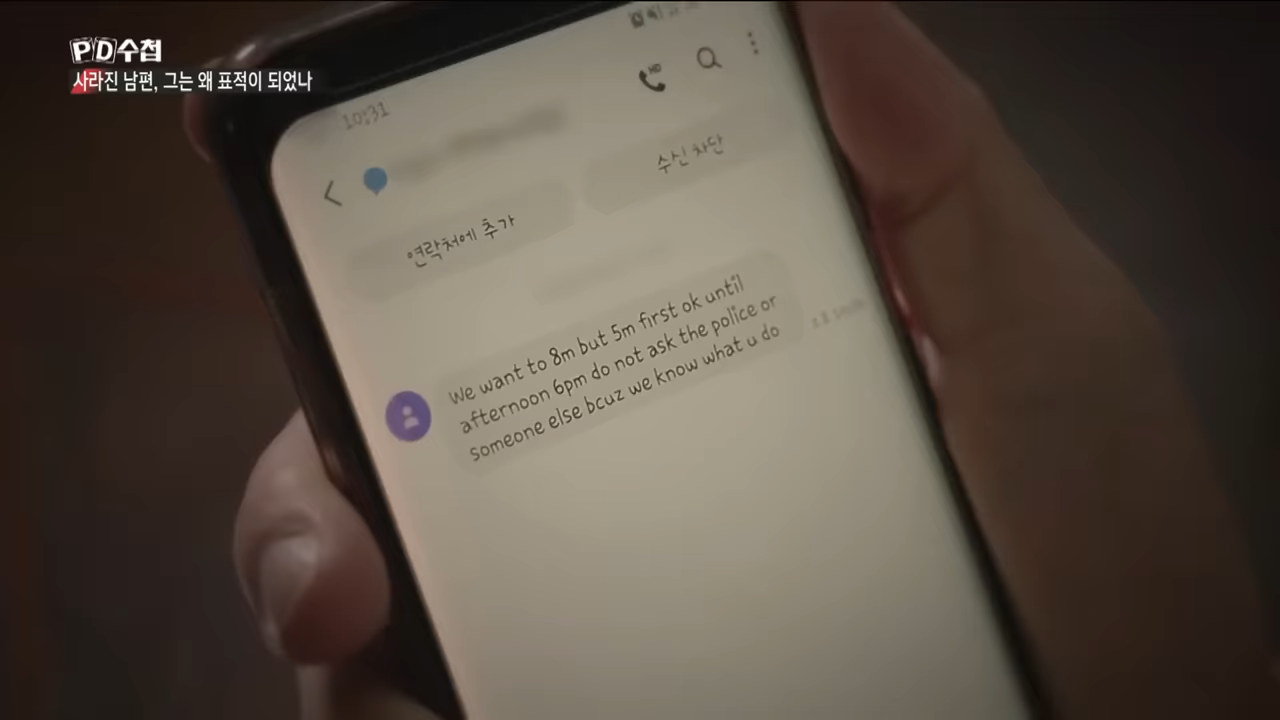 PD수첩
사라진 남편, 그는 왜 표적이 되었나
10:31
HD
연락처에 추가
수신 차단
We want to 8m but 5m first ok until
afternoon 6pm do not ask the police or
someone else bcuz we know what u do